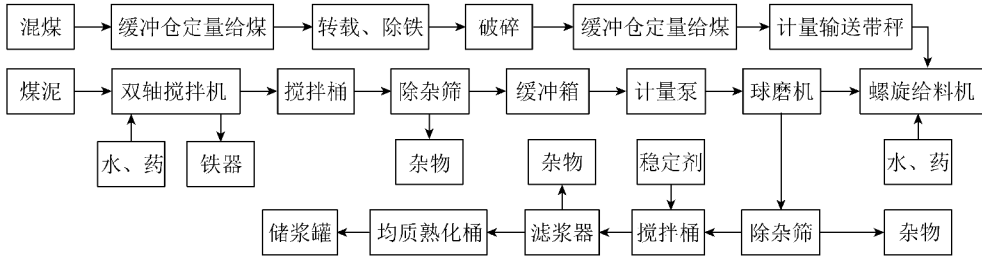 混煤 缓冲仓定量给煤 转载、除铁 破碎 缓冲仓定量给煤 计量输送带秤
煤泥 双轴搅拌机 搅拌桶 除杂筛 缓冲箱 计量泵 球磨机 螺旋给料机
水、药 铁器 杂物 杂物 稳定剂 水、药
储浆罐 均质熟化桶 滤浆器 搅拌桶 除杂筛 杂物